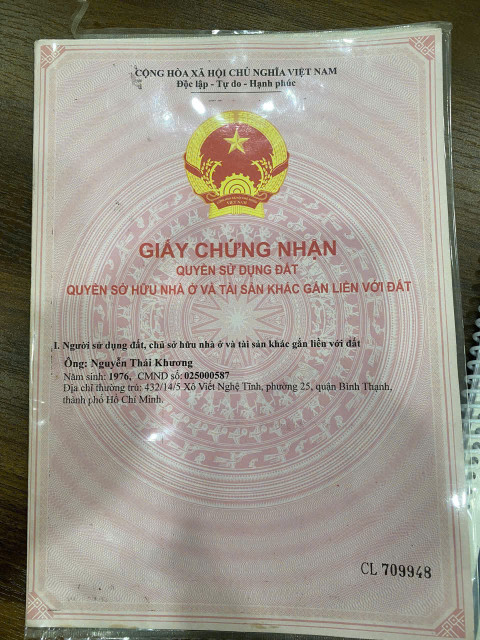 CỘNG HÒA XÃ HỘI CHỦ NGHĨA VIỆT NAM
Độc lập - Tự do - Hạnh phúc
GIẤY CHỨNG NHẬN
QUYỀN SỬ DỤNG ĐẤT
QUYỀN SỞ HỮU NHÀ Ở VÀ TÀI SẢN KHÁC GẮN LIỀN VỚI ĐẤT
I. Người sử dụng đất, chủ sở hữu nhà ở và tài sản khác gắn liền với đất
Ông: Nguyễn Thái Khương
Năm sinh: 1976, CMND số: 025000587
Địa chỉ thường trú: 432/14/5 Xô Viết Nghệ Tĩnh, phường 25, quận Bình Thạnh,
thành phố Hồ Chí Minh.
CL 709948